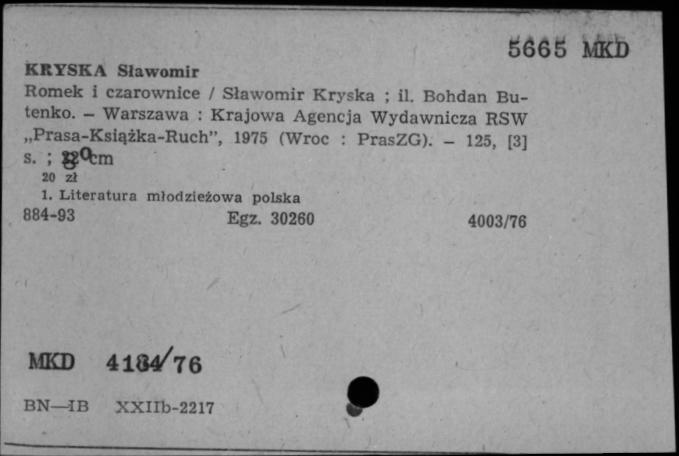 5665 MKD
KRYSKA Sławomir
Romek i czarownice / Sławomir Kryska ; il. Bohdan Bu-
tenko. — Warszawa : Krajowa Agencja Wydawnicza RSW
„Prasa-Książka-Ruch”, 1975 (Wroc : PrasZG). — 125, [3]
s. ; cm
20 zł
1. Literatura młodzieżowa polska
884-93 Egz. 30260 4003/76
MKD 4184/76
BN—IB XXIIb-2217